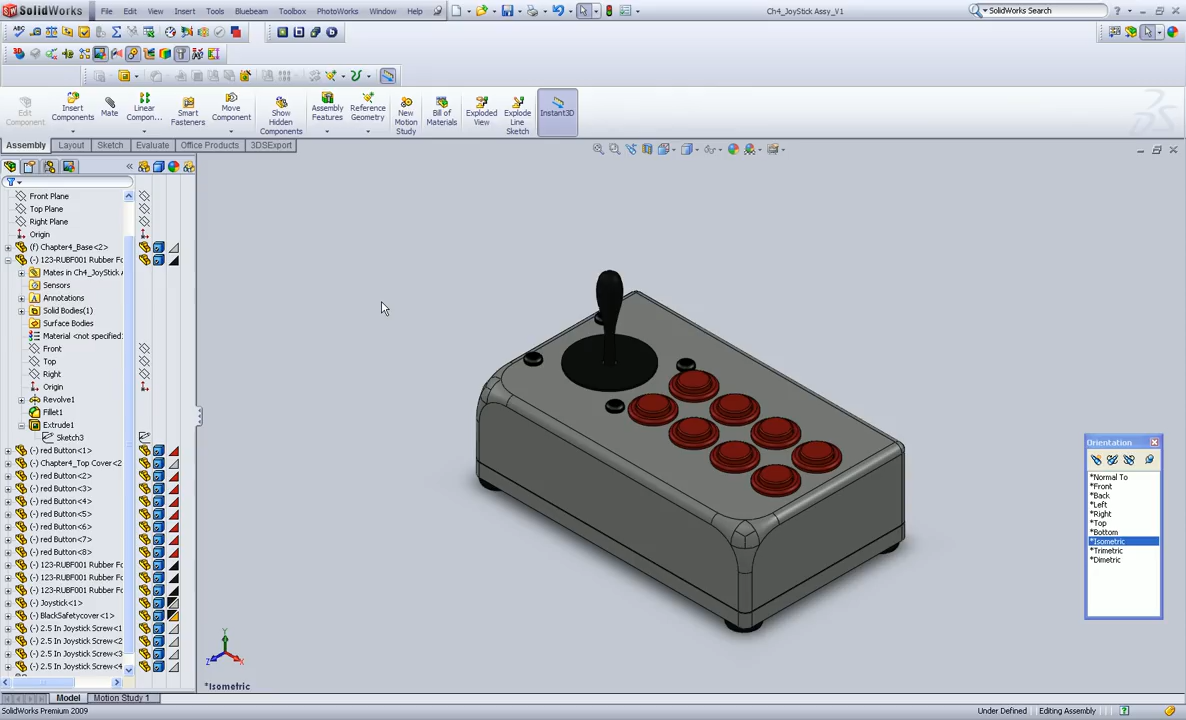 SolidWorks File Edit View Insert Tools Bluebeam Toolbox PhotoWorks Window Help Ch4_JoyStick Assy_V1 SolidWorks Search
Edit Component
Insert Components
Mate
Linear Compon...
Smart Fasteners
Move Component
Show Hidden Components
Assembly Features
Reference Geometry
New Motion Study
Bill of Materials
Exploded View
Explode Line Sketch
Instant3D
Assembly Layout Sketch Evaluate Office Products 3DSExport
Front Plane
Top Plane
Right Plane
Origin
(f) Chapter4_Base<2>
(-) 123-RUBF001 Rubber Fo
Mates in Ch4_JoyStick A
Sensors
Annotations
Solid Bodies(1)
Surface Bodies
Material <not specified
Front
Top
Right
Origin
Revolve1
Fillet1
Extrude1
Sketch3
(-) red Button<1>
(-) Chapter4_Top Cover<2
(-) red Button<2>
(-) red Button<3>
(-) red Button<4>
(-) red Button<5>
(-) red Button<6>
(-) red Button<7>
(-) red Button<8>
(-) 123-RUBF001 Rubber Fo
(-) 123-RUBF001 Rubber Fo
(-) 123-RUBF001 Rubber Fo
(-) Joystick<1>
(-) BlackSafetycover<1>
(-) 2.5 In Joystick Screw<1
(-) 2.5 In Joystick Screw<2
(-) 2.5 In Joystick Screw<3
(-) 2.5 In Joystick Screw<4
Orientation
*Normal To
*Front
*Back
*Left
*Right
*Top
*Bottom
*Isometric
*Trimetric
*Dimetric
Y
Z
X
*Isometric
Model Motion Study 1
SolidWorks Premium 2009 Under Defined Editing Assembly